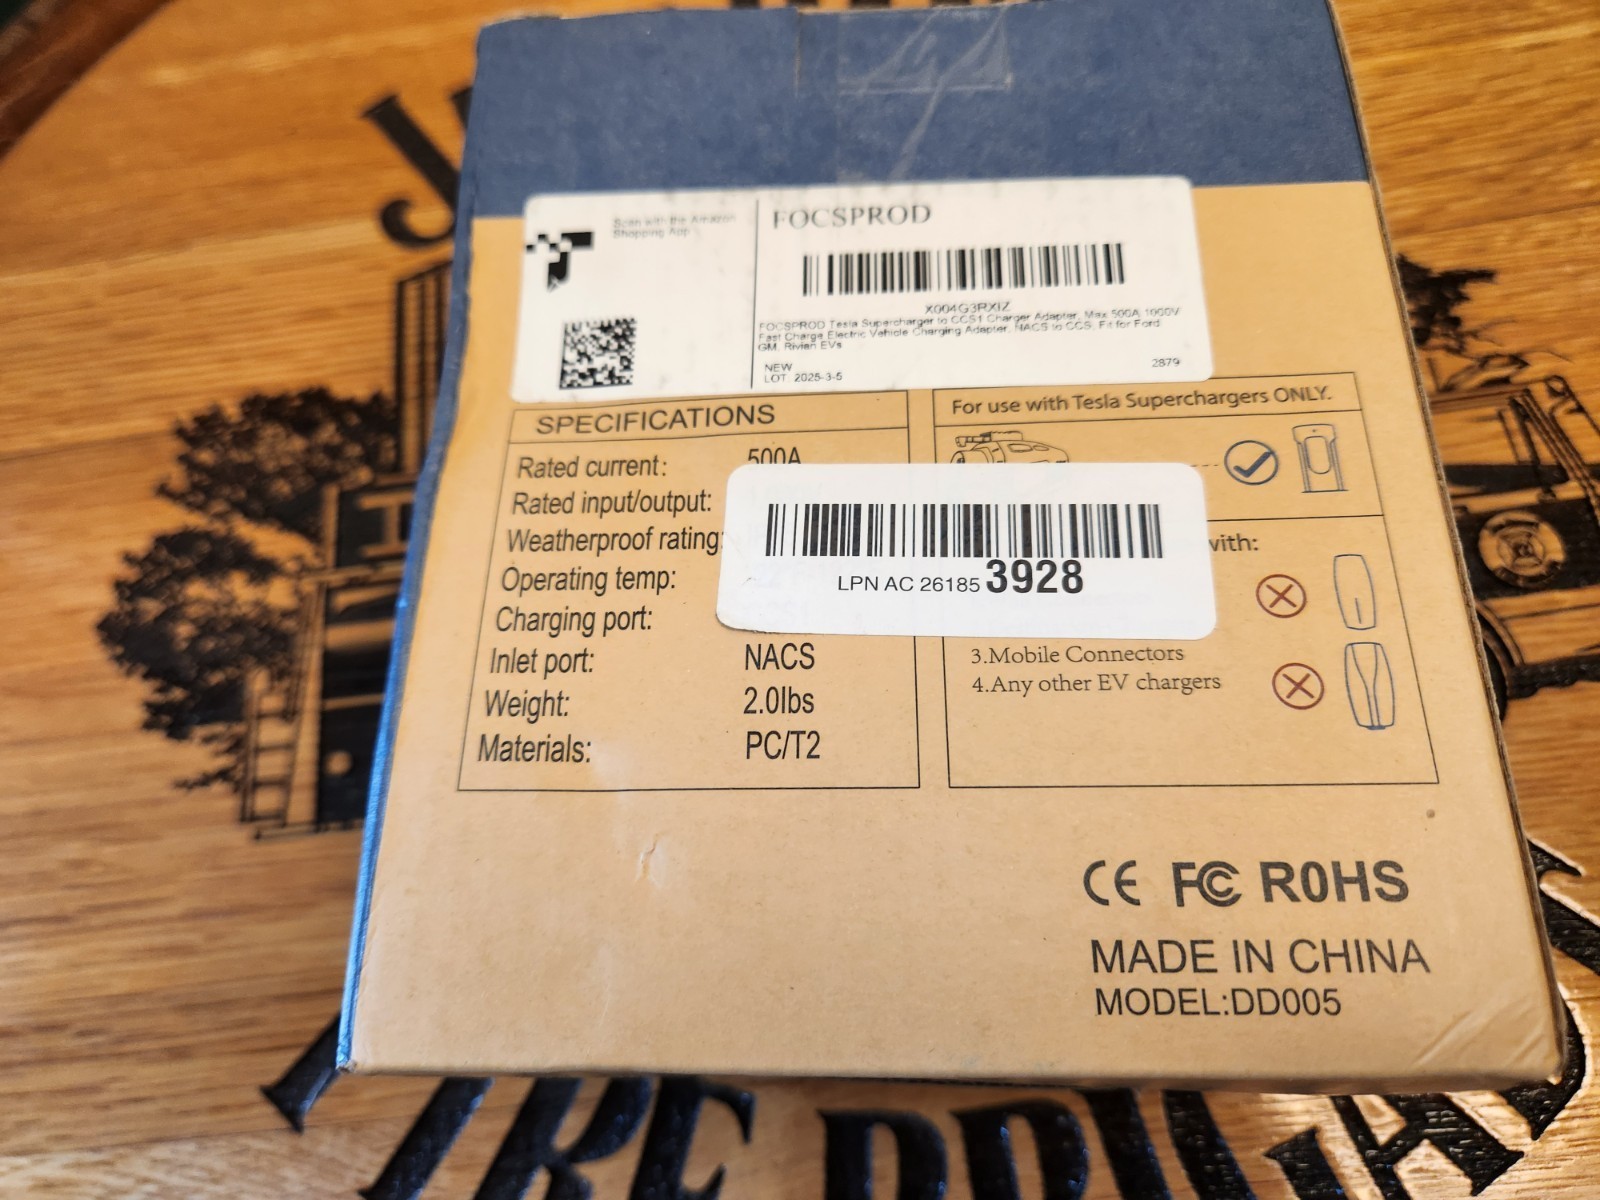 Scan with the Amazon
Shopping App
FOCSPROD
X004G3RXIZ
FOCSPROD Tesla Supercharger to CCS1 Charger Adapter, Max 500A 1000V
Fast Charge Electric Vehicle Charging Adapter, NACS to CCS, Fit for Ford
GM, Rivian EVs
NEW
2879
LOT 2025-3-5
SPECIFICATIONS
Rated current: 500A
Rated input/output:
Weatherproof rating:
Operating temp:
Charging port:
Inlet port: NACS
Weight: 2.0lbs
Materials: PC/T2
For use with Tesla Superchargers ONLY.
with:
3.Mobile Connectors
4.Any other EV chargers
LPN AC 26185 3928
CE FC R0HS
MADE IN CHINA
MODEL:DD005